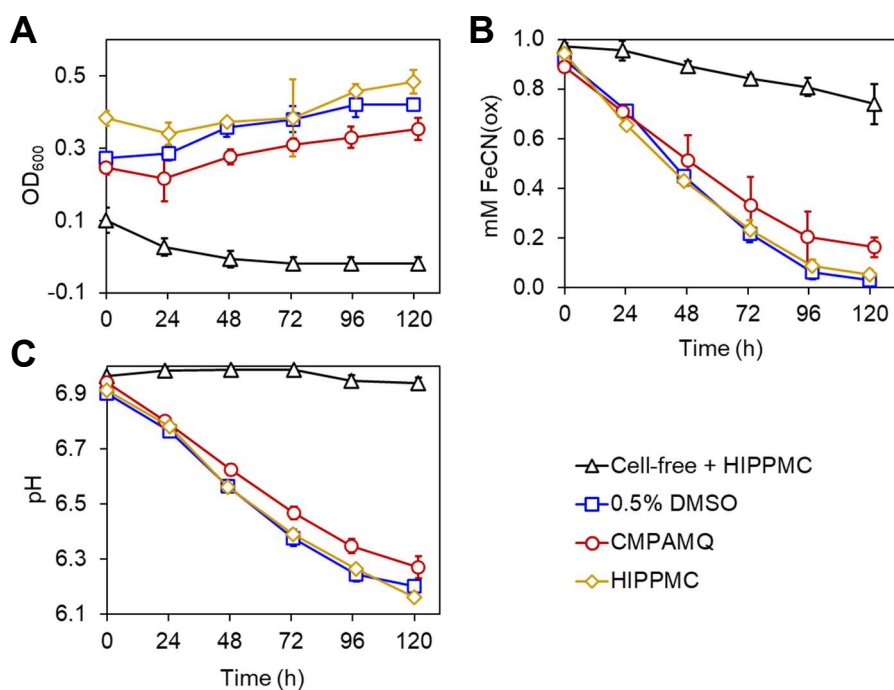 A
OD600
0.5
0.3
0.1
-0.1
0 24 48 72 96 120
B
mM FeCN(ox)
1.0
0.8
0.6
0.4
0.2
0.0
0 24 48 72 96 120
Time (h)
C
pH
6.9
6.7
6.5
6.3
6.1
0 24 48 72 96 120
Time (h)
Cell-free + HIPPMC
0.5% DMSO
CMPAMQ
HIPPMC